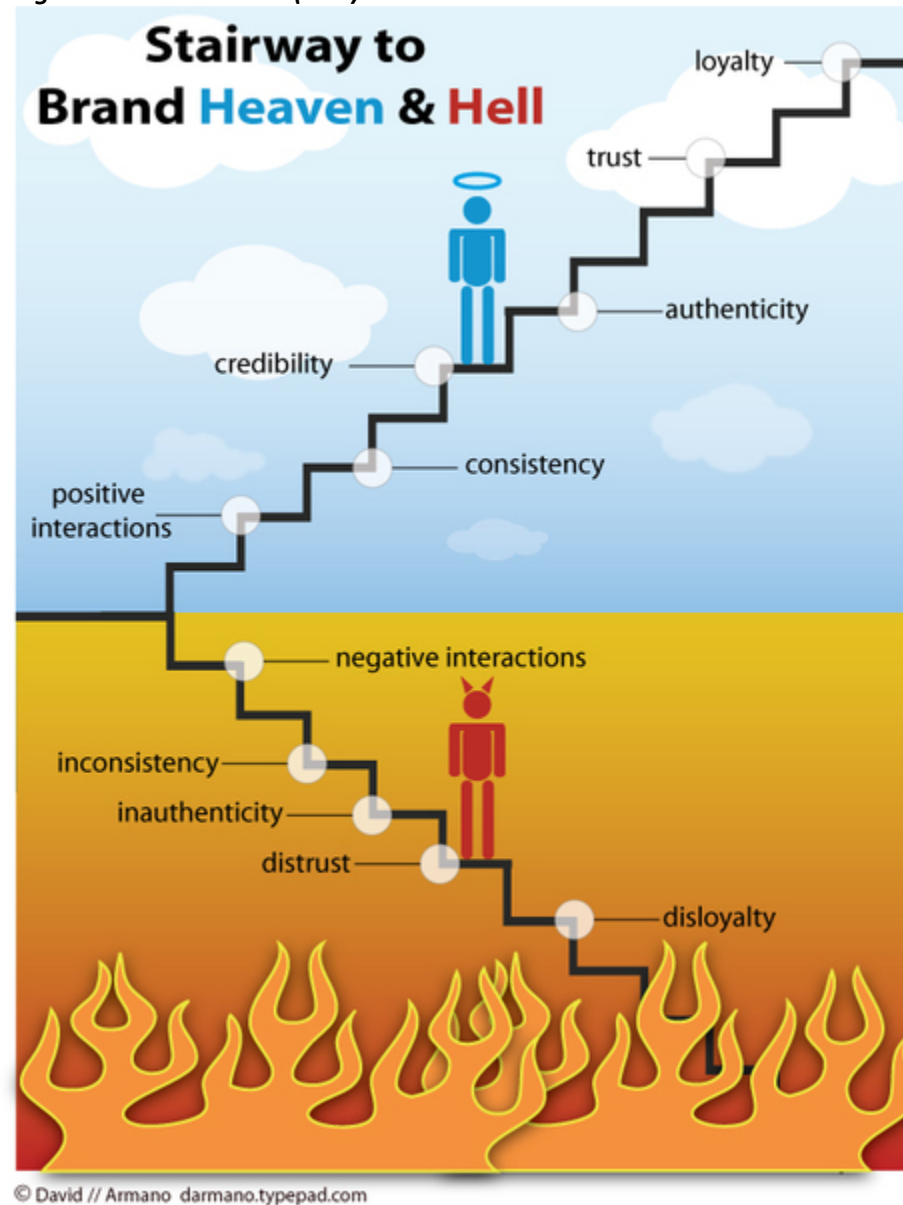 Stairway to
Brand Heaven & Hell
loyalty
trust
authenticity
credibility
consistency
positive
interactions
negative interactions
inconsistency
inauthenticity
distrust
disloyalty
© David // Armano darmano.typepad.com